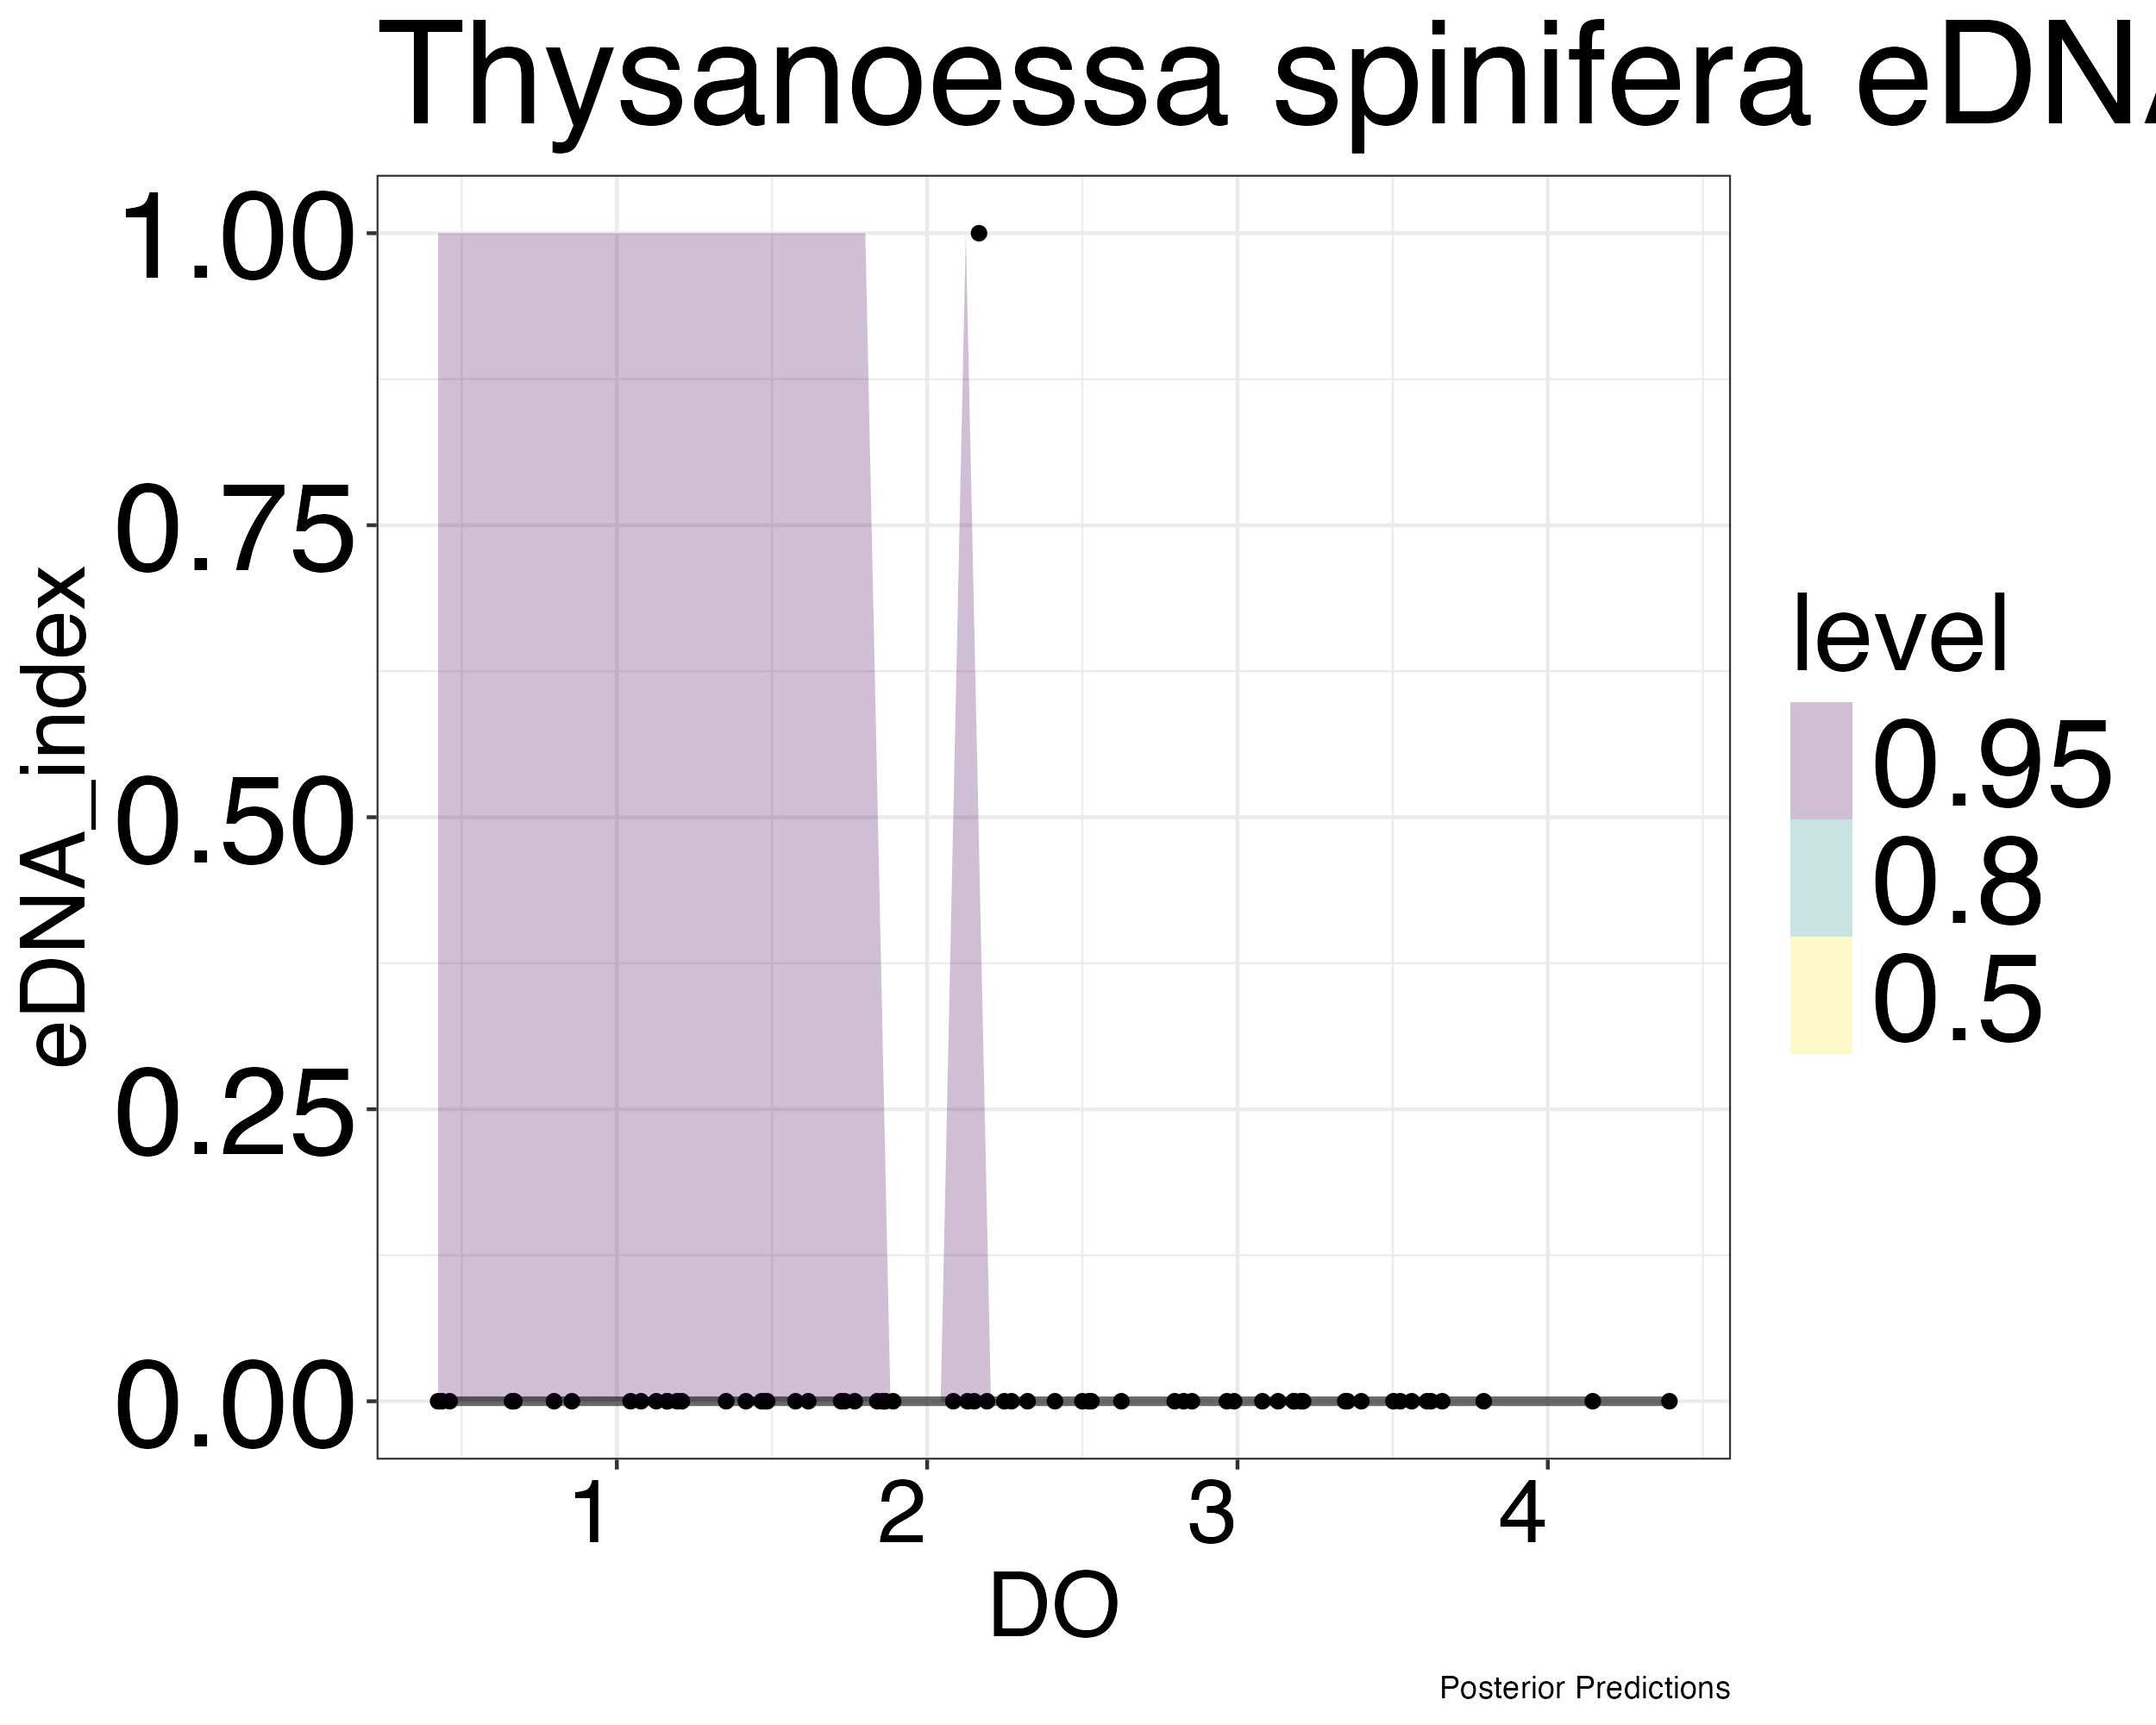 Thysanoessa spinifera eDNA
1.00
0.75
0.50
0.25
0.00
eDNA_index
1 2 3 4
DO
level
0.95
0.8
0.5
Posterior Predictions